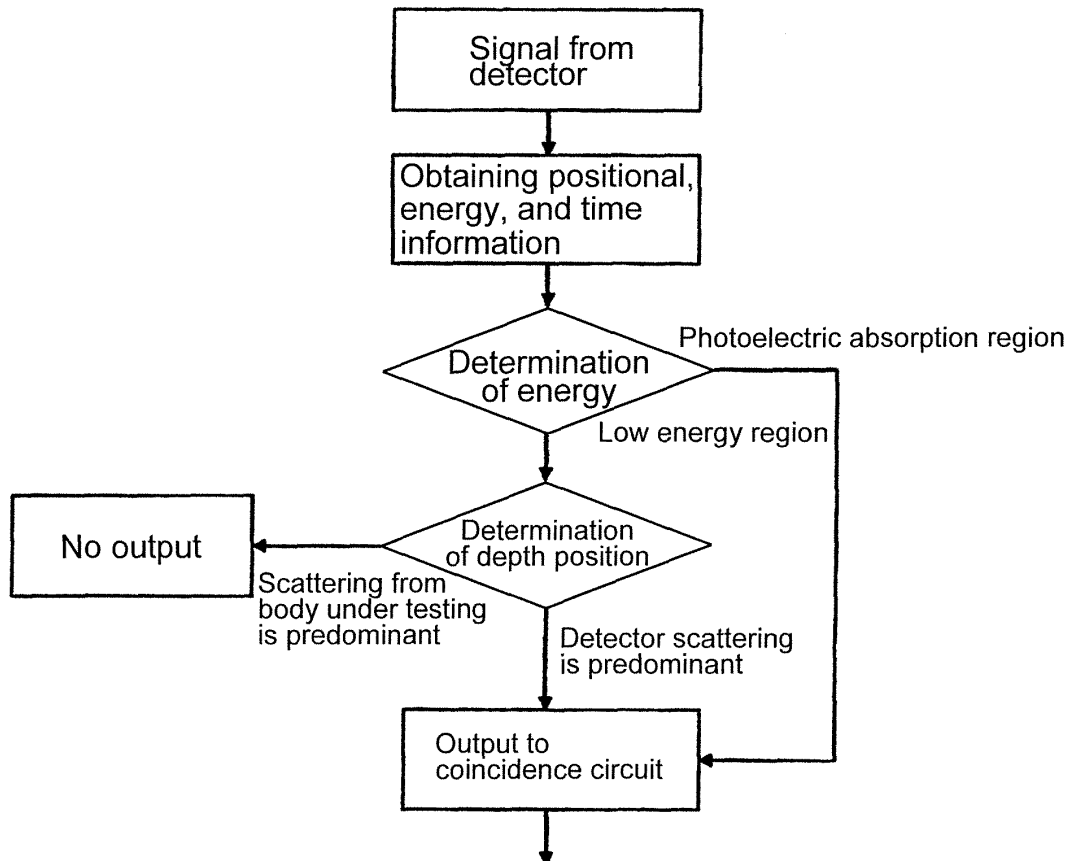 Signal from
detector
Obtaining positional,
energy, and time
information
Determination
of energy
Photoelectric absorption region
Low energy region
Determination
of depth position
No output
Scattering from
body under testing
is predominant
Detector scattering
is predominant
Output to
coincidence circuit